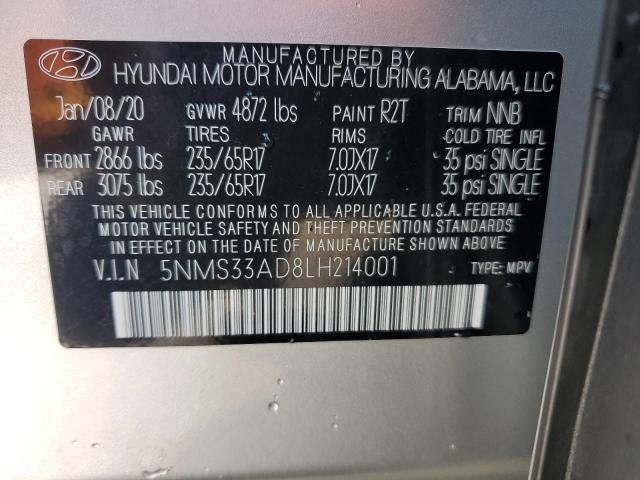 MANUFACTURED BY
HYUNDAI MOTOR MANUFACTURING ALABAMA, LLC
Jan/08/20 GVWR 4872 lbs PAINT R2T TRIM NNB
GAWR TIRES RIMS COLD TIRE INFL
FRONT 2866 lbs 235/65R17 7.0JX17 35 psi SINGLE
REAR 3075 lbs 235/65R17 7.0JX17 35 psi SINGLE
THIS VEHICLE CONFORMS TO ALL APPLICABLE U.S.A. FEDERAL
MOTOR VEHICLE SAFETY AND THEFT PREVENTION STANDARDS
IN EFFECT ON THE DATE OF MANUFACTURE SHOWN ABOVE.
V.I.N 5NMS33AD8LH214001 TYPE: MPV